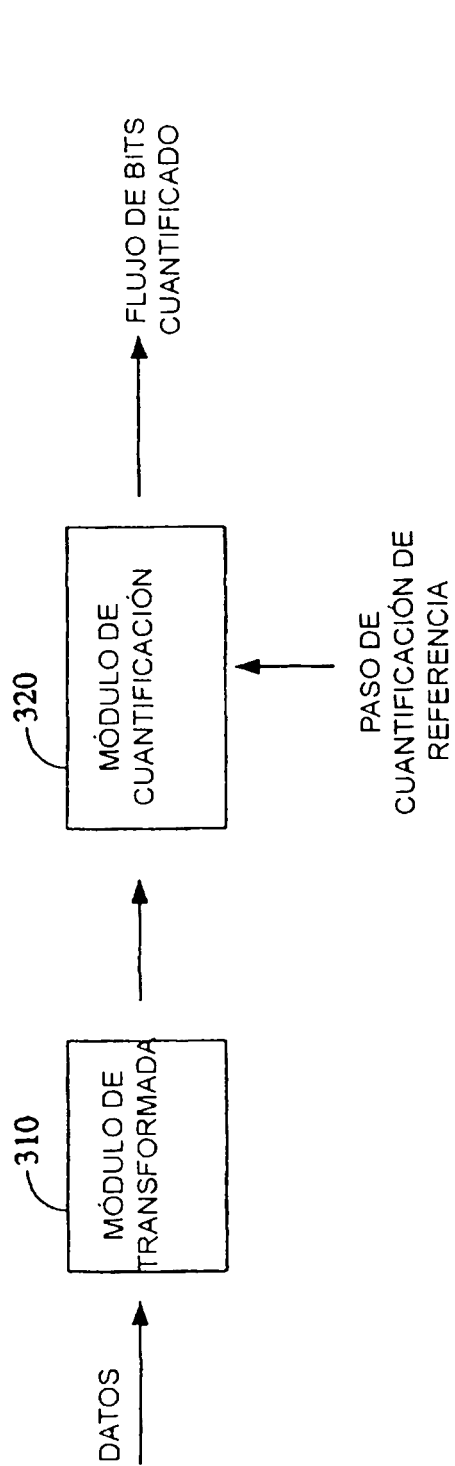 DATOS
310
MÓDULO DE
TRANSFORMADA
320
MÓDULO DE
CUANTIFICACIÓN
PASO DE
CUANTIFICACIÓN DE
REFERENCIA
FLUJO DE BITS
CUANTIFICADO